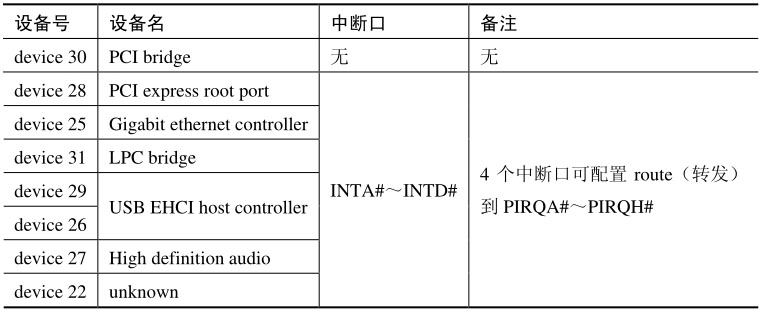 设备号 设备名 中断口 备注
device 30 PCI bridge 无 无
device 28 PCI express root port
device 25 Gigabit ethernet controller
device 31 LPC bridge
device 29
device 26
USB EHCI host controller
device 27 High definition audio
device 22 unknown
INTA#～INTD#
4 个中断口可配置 route（转发）
到 PIRQA#～PIRQH#